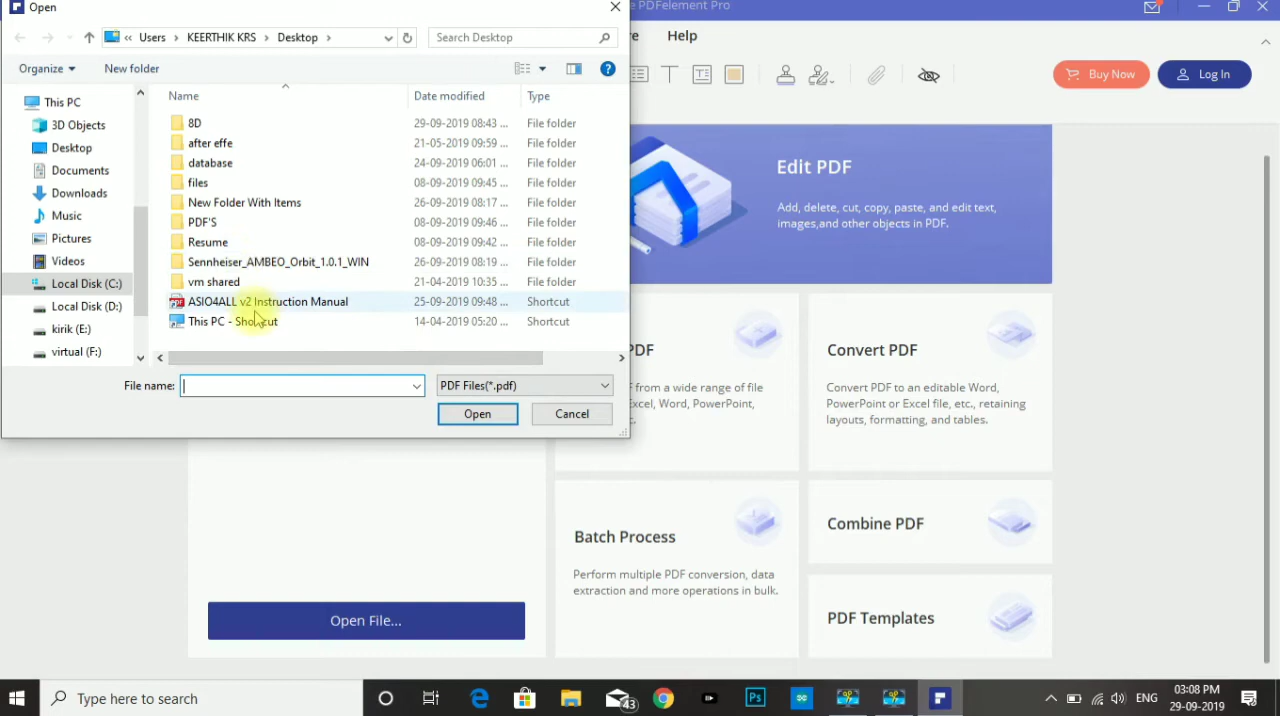 Open
e PDFelement Pro
« Users › KEERTHIK KRS › Desktop ›
Search Desktop
re
Help
Organize
New folder
Buy Now
Log In
Name
Date modified
Type
This PC
3D Objects
Desktop
Documents
Downloads
Music
Pictures
Videos
Local Disk (C:)
Local Disk (D:)
kirik (E:)
virtual (F:)
8D
29-09-2019 08:43 ...
File folder
after effe
21-05-2019 09:59 ...
File folder
database
24-09-2019 06:01 ...
File folder
files
08-09-2019 09:45 ...
File folder
New Folder With Items
26-09-2019 08:17 ...
File folder
PDF'S
08-09-2019 09:46 ...
File folder
Resume
08-09-2019 09:42 ...
File folder
Sennheiser_AMBEO_Orbit_1.0.1_WIN
26-09-2019 08:19 ...
File folder
vm shared
21-04-2019 10:35 ...
File folder
ASIO4ALL v2 Instruction Manual
25-09-2019 09:48 ...
Shortcut
This PC - Shortcut
14-04-2019 05:20 ...
Shortcut
File name:
PDF Files(*.pdf)
Open
Cancel
Edit PDF
Add, delete, cut, copy, paste, and edit text,
images,and other objects in PDF.
PDF
from a wide range of file
Excel, Word, PowerPoint,
c.
Convert PDF
Convert PDF to an editable Word,
PowerPoint or Excel file, etc., retaining
layouts, formatting, and tables.
Batch Process
Perform multiple PDF conversion, data
extraction and more operations in bulk.
Combine PDF
PDF Templates
Open File...
Type here to search
43
Ps
ENG
03:08 PM
29-09-2019